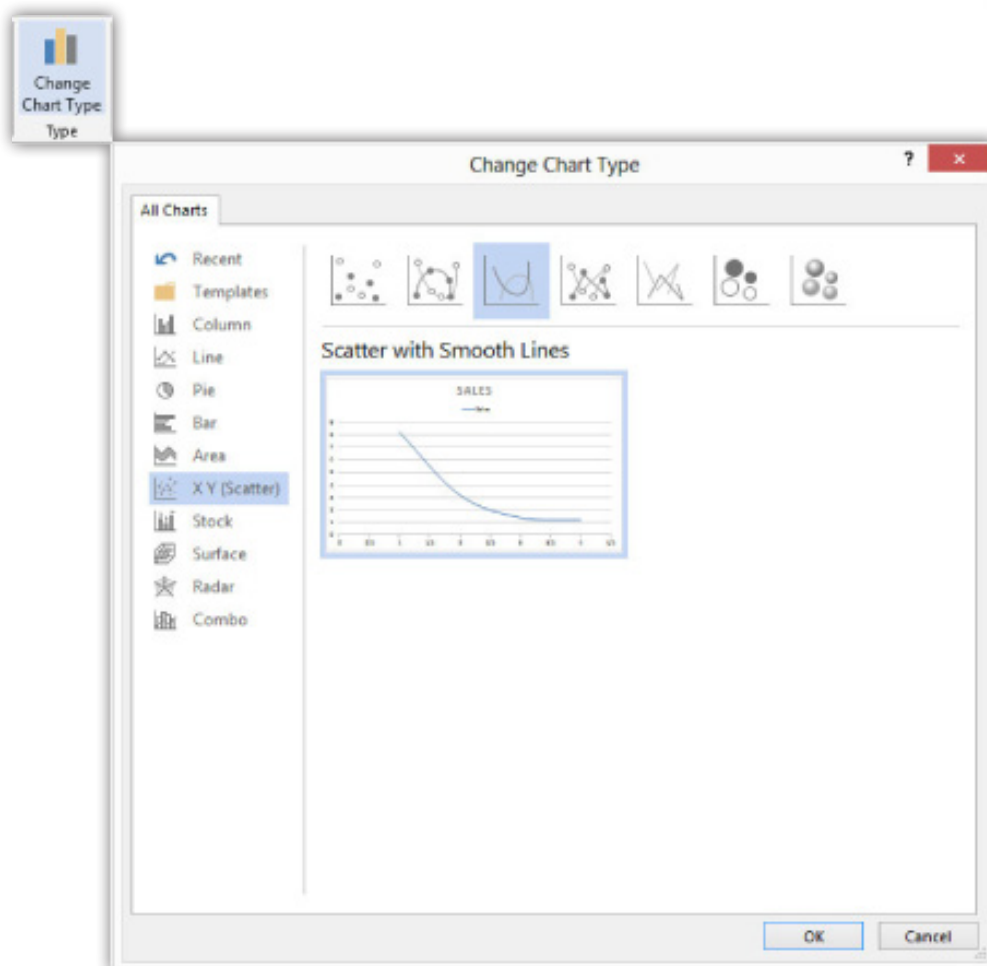 Change
Chart Type
Type
Change Chart Type
?
All Charts
Recent
Templates
Column
Line
Pie
Bar
Area
X Y (Scatter)
Stock
Surface
Radar
Combo
Scatter with Smooth Lines
SALES
OK
Cancel